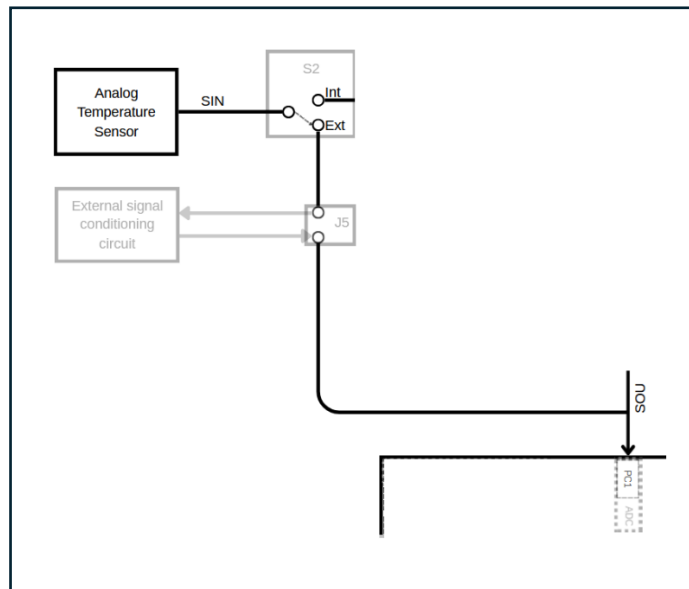 S2
Analog
Temperature
Sensor
SIN
Int
Ext
External signal
conditioning
circuit
J5
SOU
PC1
ADC